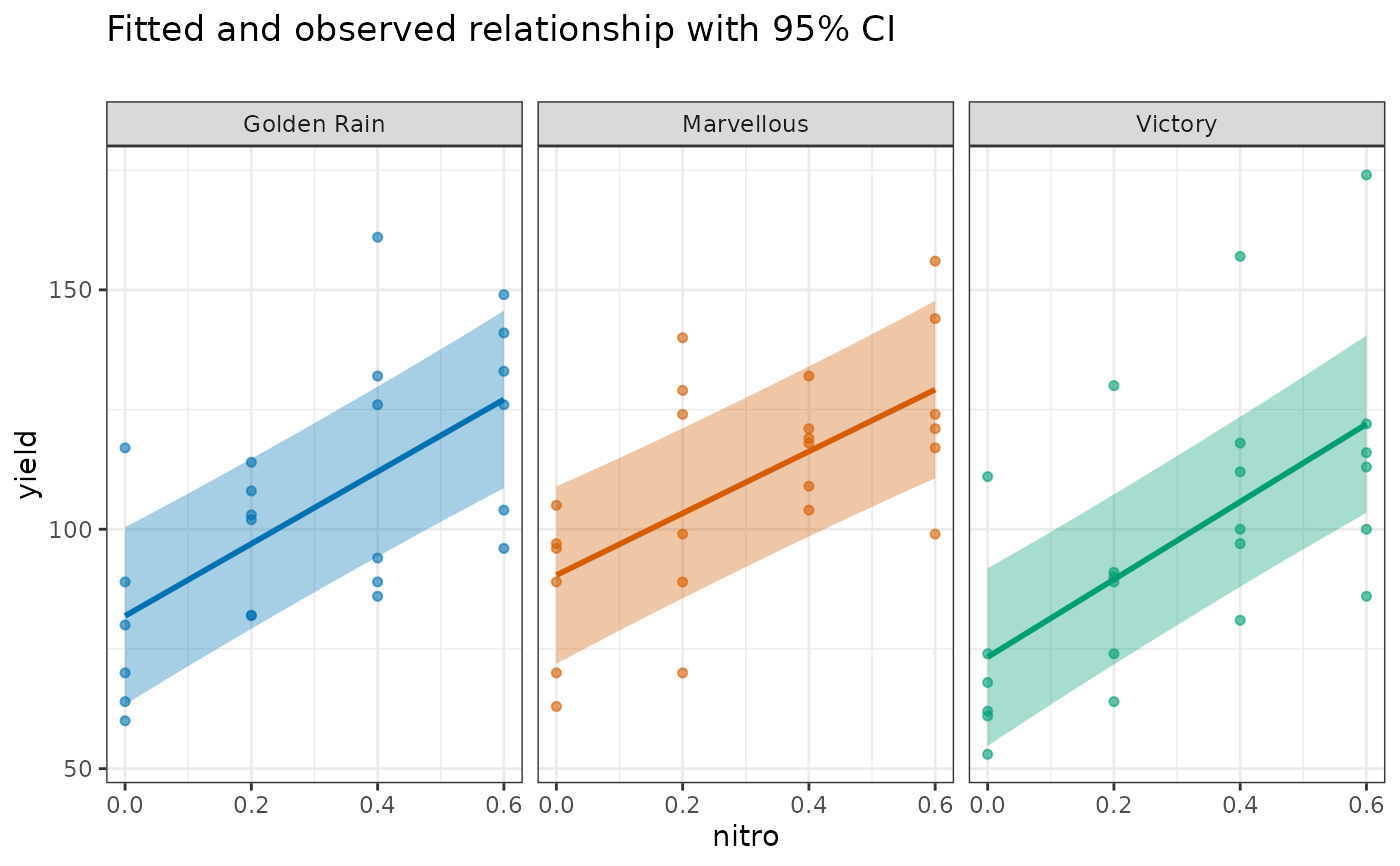 Fitted and observed relationship with 95% CI
Golden Rain Marvellous Victory
yield
150
100
50
0.0 0.2 0.4 0.6 0.0 0.2 0.4 0.6 0.0 0.2 0.4 0.6
nitro